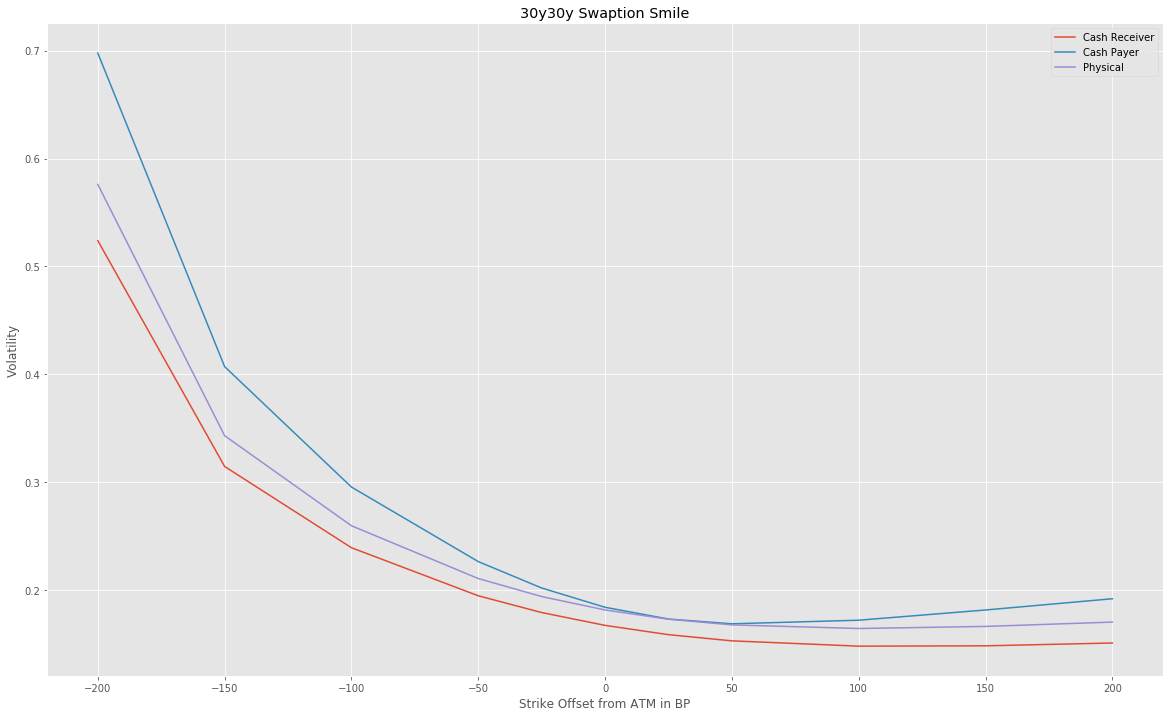 30y30y Swaption Smile
Cash Receiver
Cash Payer
Physical
0.7
0.6
0.5
0.4
0.3
0.2
Volatility
−200
−150
−100
−50
0
50
100
150
200
Strike Offset from ATM in BP